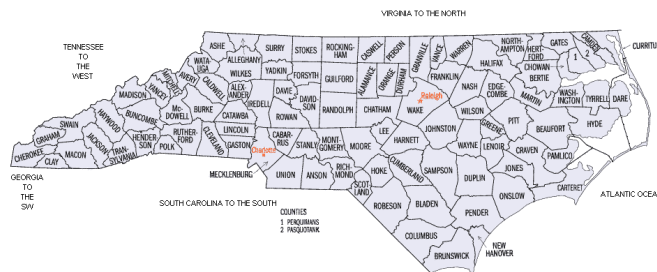 VIRGINIA TO THE NORTH
TENNESSEE
TO
THE
WEST
ASHE
ALLEGHANY
SURRY
STOKES
ROCKING-
HAM
CASWELL
PERSON
GRANVILLE
VANCE
WARREN
NORTH-
AMPTON
HERT-
FORD
GATES
CAMDEN
CURRITU
1
2
WATA-
UGA
WILKES
YADKIN
FORSYTH
GUILFORD
ALAMANCE
ORANGE
DURHAM
FRANKLIN
HALIFAX
BERTIE
CHOWAN
MITCHELL
AVERY
CALDWELL
ALEX-
ANDER
IREDELL
DAVIE
DAVID-
SON
RANDOLPH
CHATHAM
WAKE
Raleigh
NASH
EDGE-
COMBE
MARTIN
WASH-
INGTON
TYRRELL
DARE
MADISON
YANCEY
BURKE
CATAWBA
ROWAN
WILSON
PITT
BEAUFORT
HYDE
SWAIN
HAYWOOD
BUNCOMBE
Mc-
DOWELL
LINCOLN
CABAR-
RUS
STANLY
MONT-
GOMERY
MOORE
LEE
HARNETT
JOHNSTON
WAYNE
GREENE
LENOIR
CRAVEN
PAMLICO
GRAHAM
CHEROKEE
CLAY
MACON
JACKSON
TRAN-
SYLVANIA
HENDER-
SON
POLK
RUTHER-
FORD
CLEVELAND
GASTON
Charlotte
MECKLENBURG
UNION
ANSON
RICH-
MOND
SCOT
LAND
HOKE
CUMBERLAND
SAMPSON
DUPLIN
JONES
ONSLOW
CARTERET
GEORGIA
TO
THE
SW
SOUTH CAROLINA TO THE SOUTH
ATLANTIC OCEA
ROBESON
BLADEN
PENDER
COLUMBUS
BRUNSWICK
NEW
HANOVER
COUNTIES
1 PERQUIMANS
2 PASQUOTANK